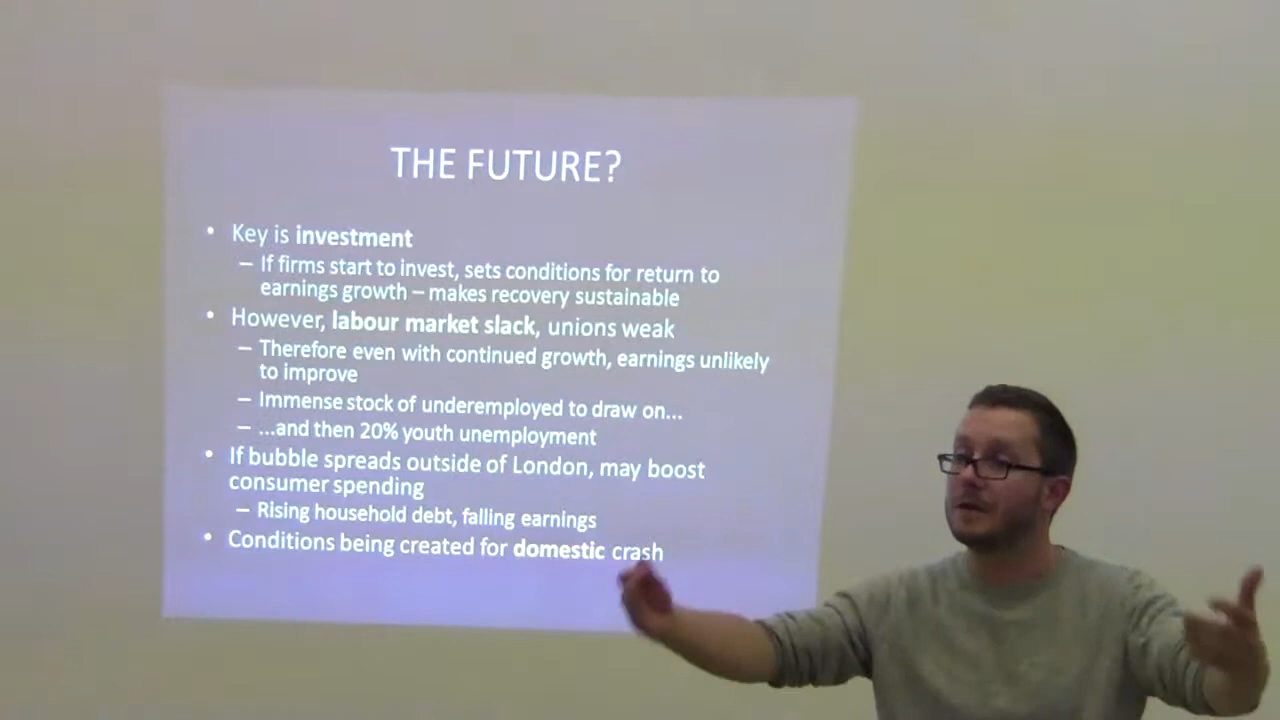 THE FUTURE?
• Key is investment
– If firms start to invest, sets conditions for return to
earnings growth – makes recovery sustainable
• However, labour market slack, unions weak
– Therefore even with continued growth, earnings unlikely
to improve
– Immense stock of underemployed to draw on...
– ...and then 20% youth unemployment
• If bubble spreads outside of London, may boost
consumer spending
– Rising household debt, falling earnings
• Conditions being created for domestic crash